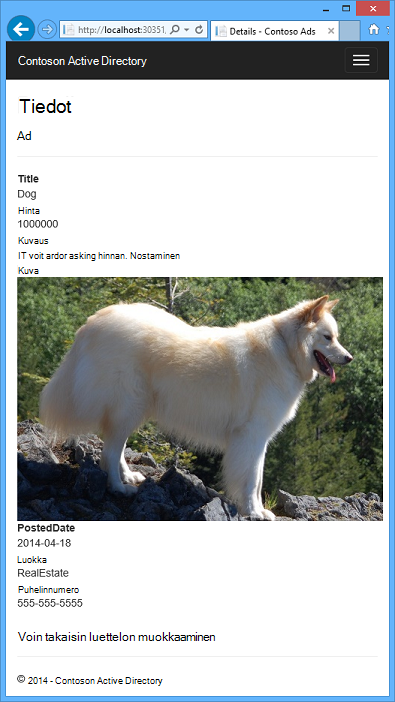 http://localhost:30351,
Details - Contoso Ads
Contoson Active Directory
Tiedot
Ad
Title
Dog
Hinta
1000000
Kuvaus
IT voit ardor asking hinnan. Nostaminen
Kuva
PostedDate
2014-04-18
Luokka
RealEstate
Puhelinnumero
555-555-5555
Voin takaisin luettelon muokkaaminen
© 2014 - Contoson Active Directory